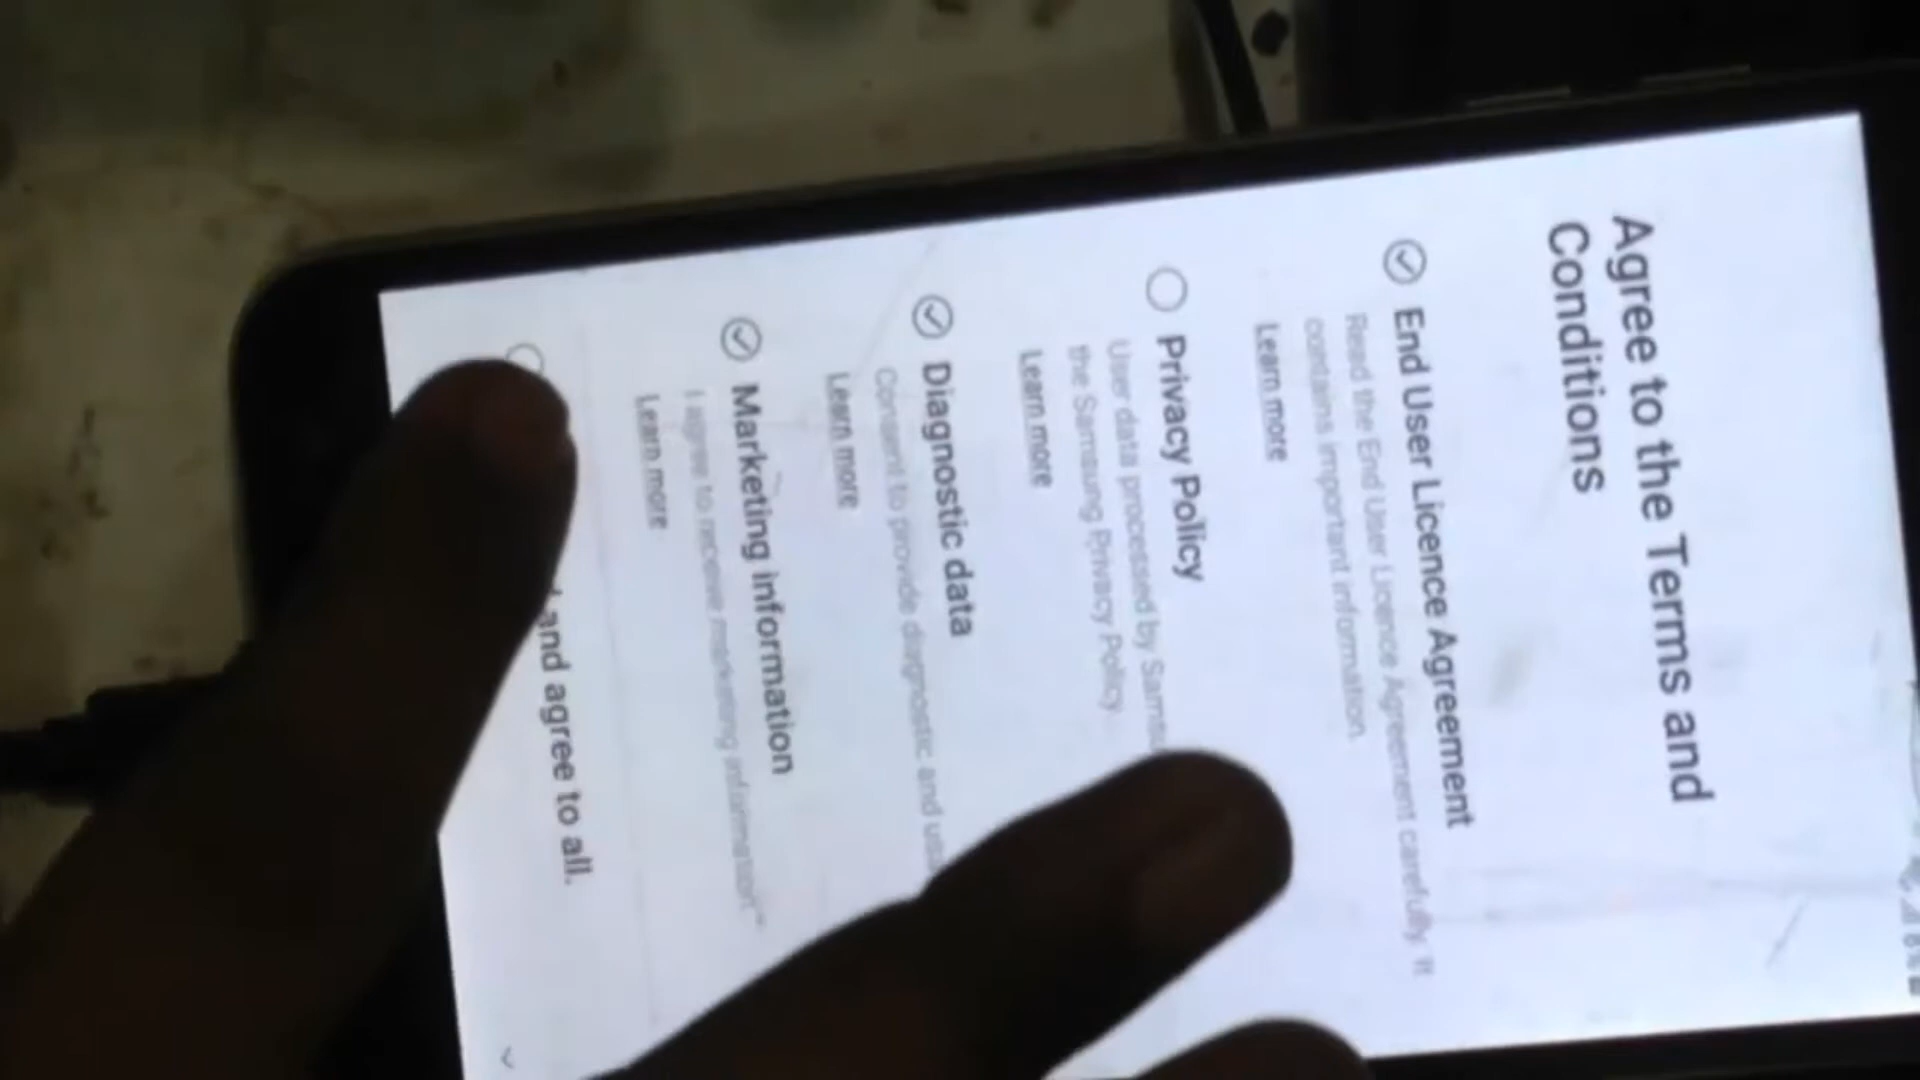 Agree to the Terms and
Conditions
End User Licence Agreement
Read the End User Licence Agreement carefully. It
contains important information.
Learn more
Privacy Policy
User data processed by
the Samsung Privacy Policy.
Learn more
Diagnostic data
Consent to provide diagnostic and
Learn more
Marketing information
I agree to receive marketing information
Learn more
and agree to all.